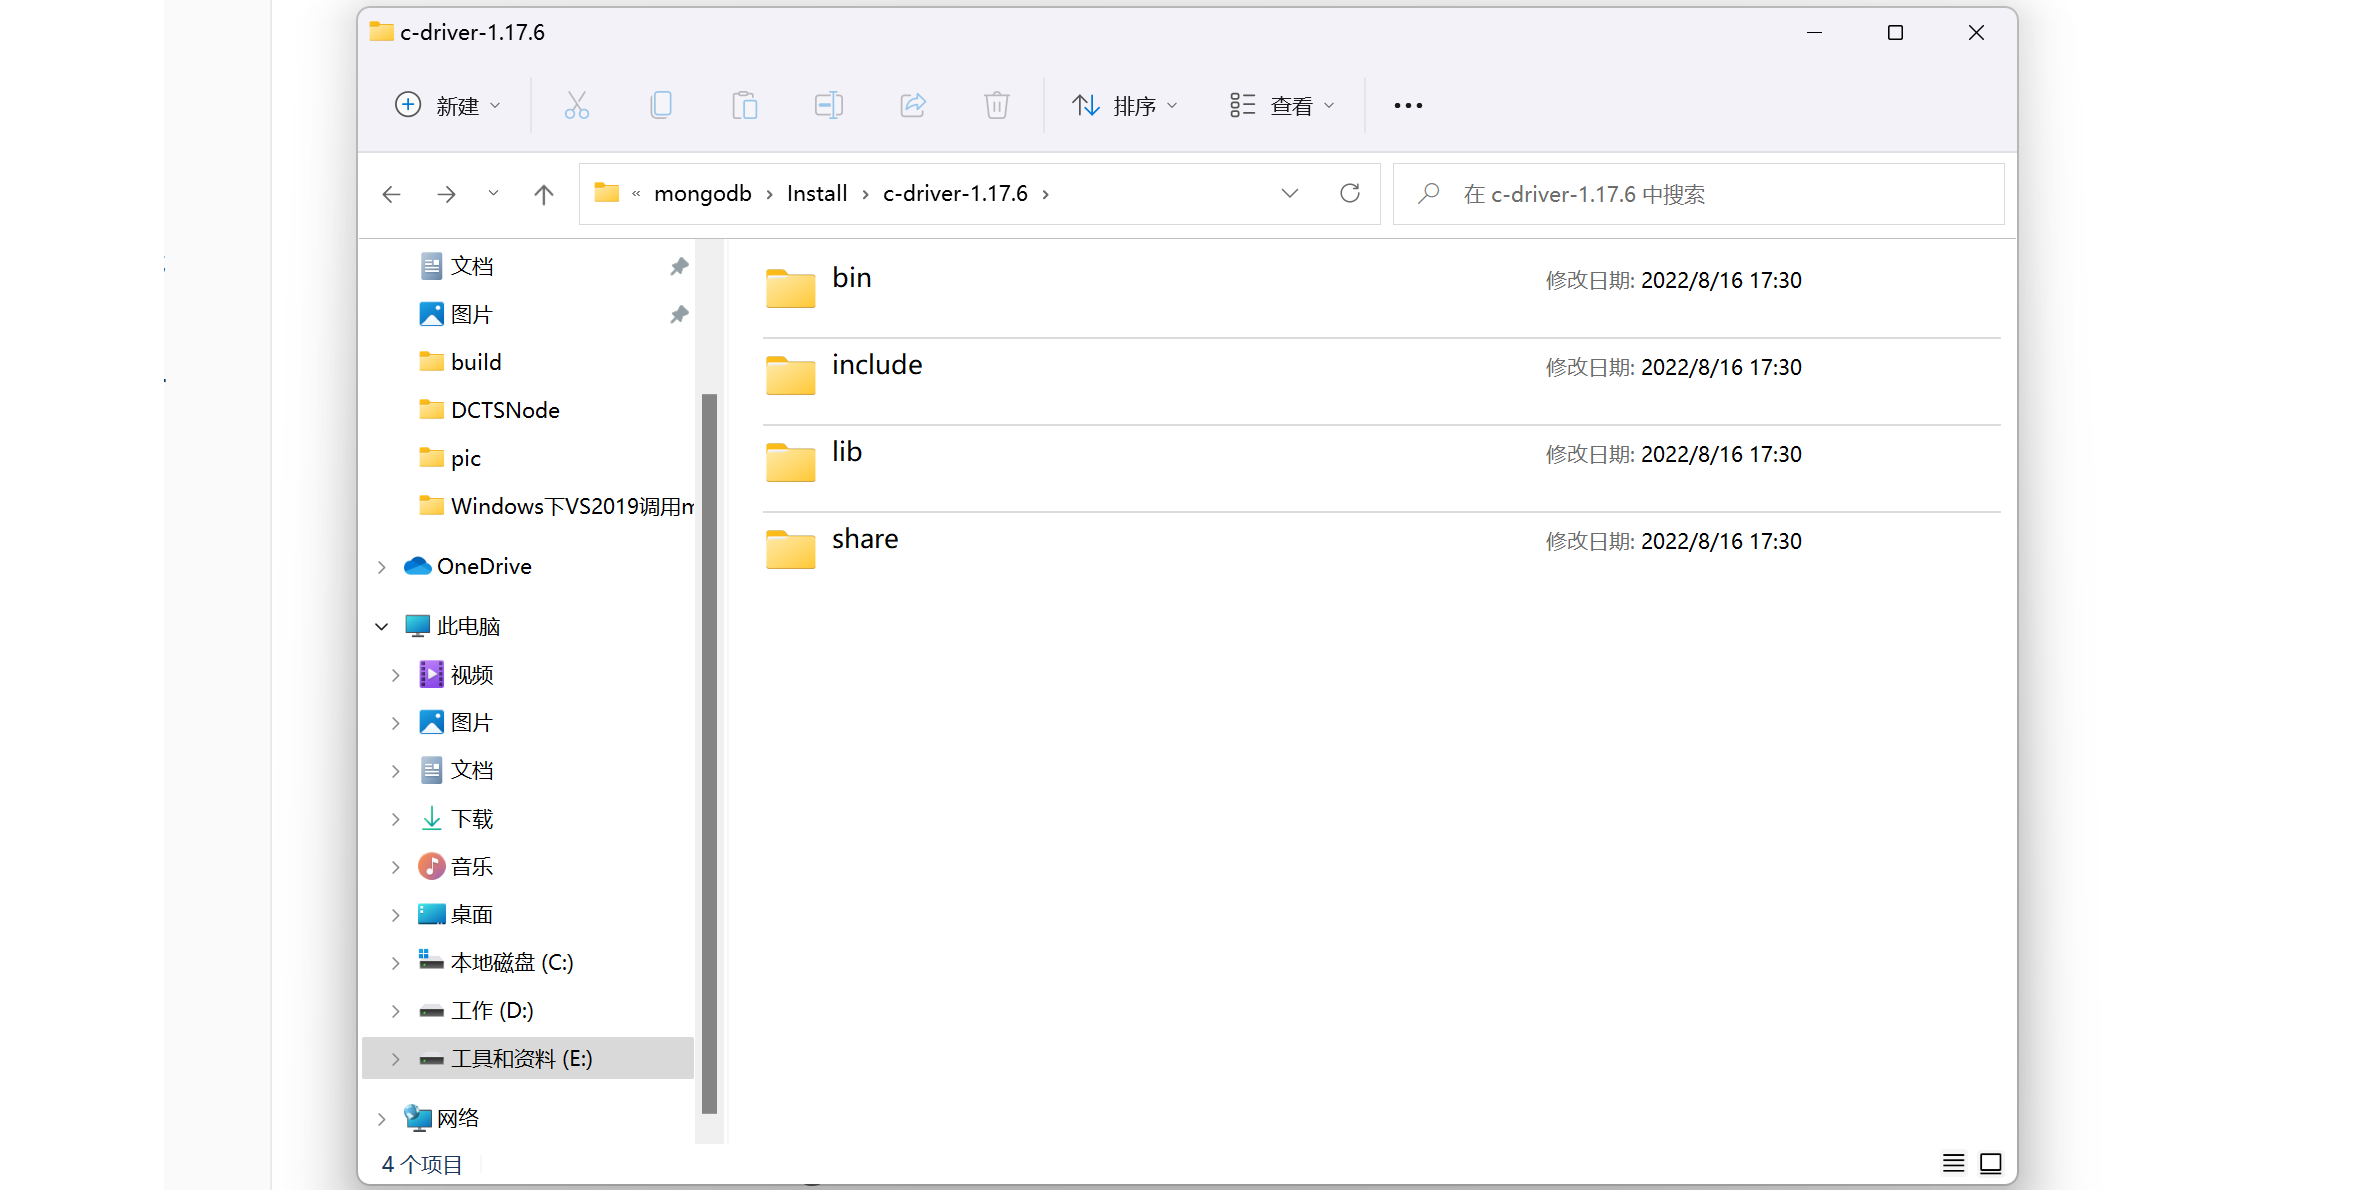 c-driver-1.17.6
新建
排序
查看
« mongodb › Install › c-driver-1.17.6 ›
在 c-driver-1.17.6 中搜索
文档
图片
build
DCTSNode
pic
Windows下VS2019调用m
OneDrive
此电脑
视频
图片
文档
下载
音乐
桌面
本地磁盘 (C:)
工作 (D:)
工具和资料 (E:)
网络
bin 修改日期: 2022/8/16 17:30
include 修改日期: 2022/8/16 17:30
lib 修改日期: 2022/8/16 17:30
share 修改日期: 2022/8/16 17:30
4 个项目